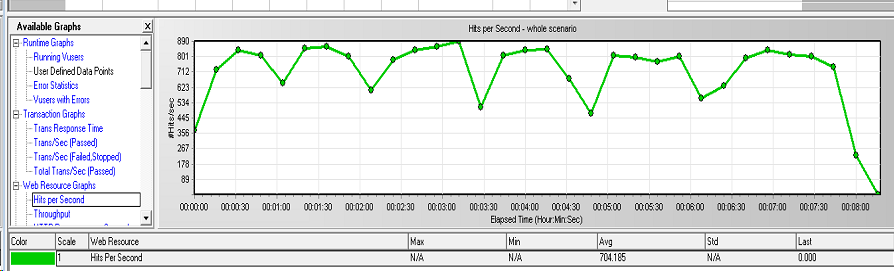 Available Graphs X
Runtime Graphs
Running Vusers
User Defined Data Points
Error Statistics
Vusers with Errors
Transaction Graphs
Trans Response Time
Trans/Sec (Passed)
Trans/Sec (Failed,Stopped)
Total Trans/Sec (Passed)
Web Resource Graphs
Hits per Second
Throughput
Hits per Second - whole scenario
#Hits/sec
890
801
712
623
534
445
356
267
178
89
00:00:00 00:00:30 00:01:00 00:01:30 00:02:00 00:02:30 00:03:00 00:03:30 00:04:00 00:04:30 00:05:00 00:05:30 00:06:00 00:06:30 00:07:00 00:07:30 00:08:00
Elapsed Time (Hour:Min:Sec)
Color Scale Web Resource Max Min Avg Std Last
1 Hits Per Second N/A N/A 704.185 N/A 0.000